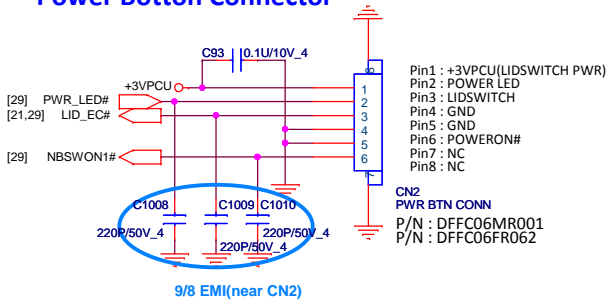 Power Botton Connector
C93
0.1U/10V_4
8
+3VPCU
[29] PWR_LED#
[21,29] LID_EC#
[29] NBSWON1#
1
2
3
4
5
6
7
Pin1 : +3VPCU(LIDSWITCH PWR)
Pin2 : POWER LED
Pin3 : LIDSWITCH
Pin4 : GND
Pin5 : GND
Pin6 : POWERON#
Pin7 : NC
Pin8 : NC
CN2
PWR BTN CONN
P/N : DFFC06MR001
P/N : DFFC06FR062
C1008
C1009
C1010
220P/50V_4
220P/50V_4
220P/50V_4
9/8 EMI(near CN2)